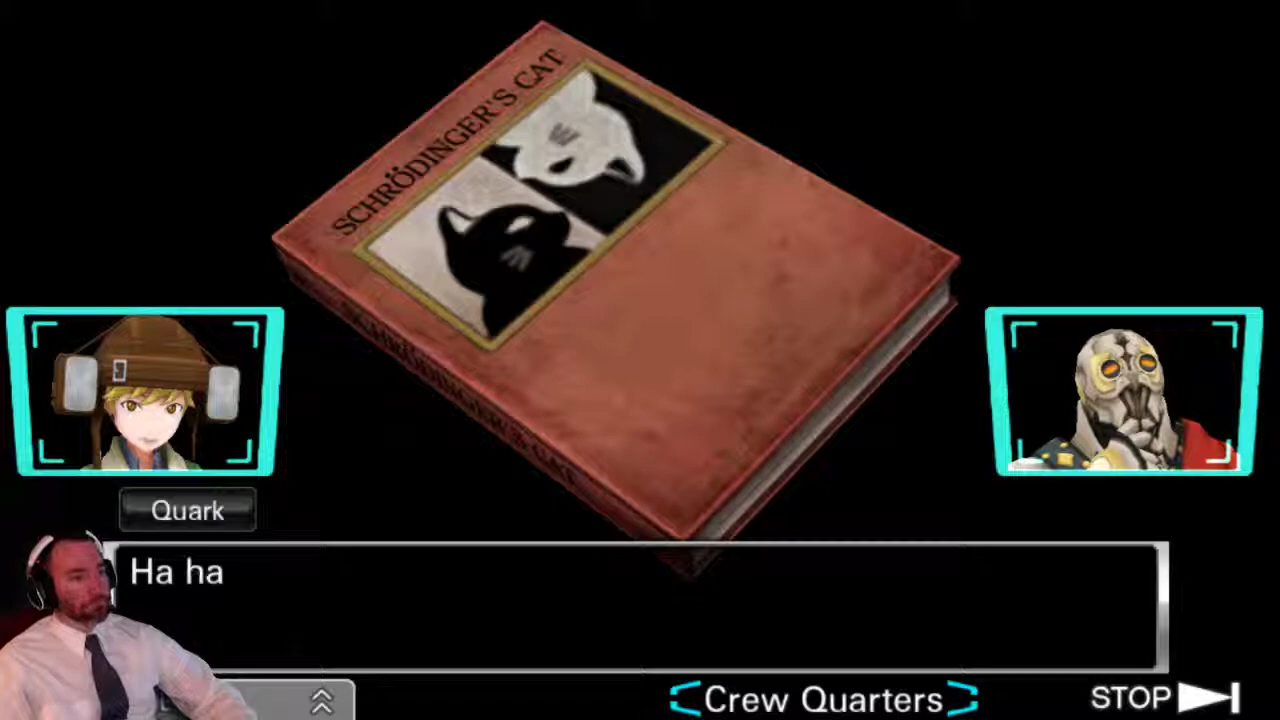 SCHRÖDINGER'S CAT
SCHRÖDINGER'S CAT
Quark
Ha ha
Crew Quarters
STOP